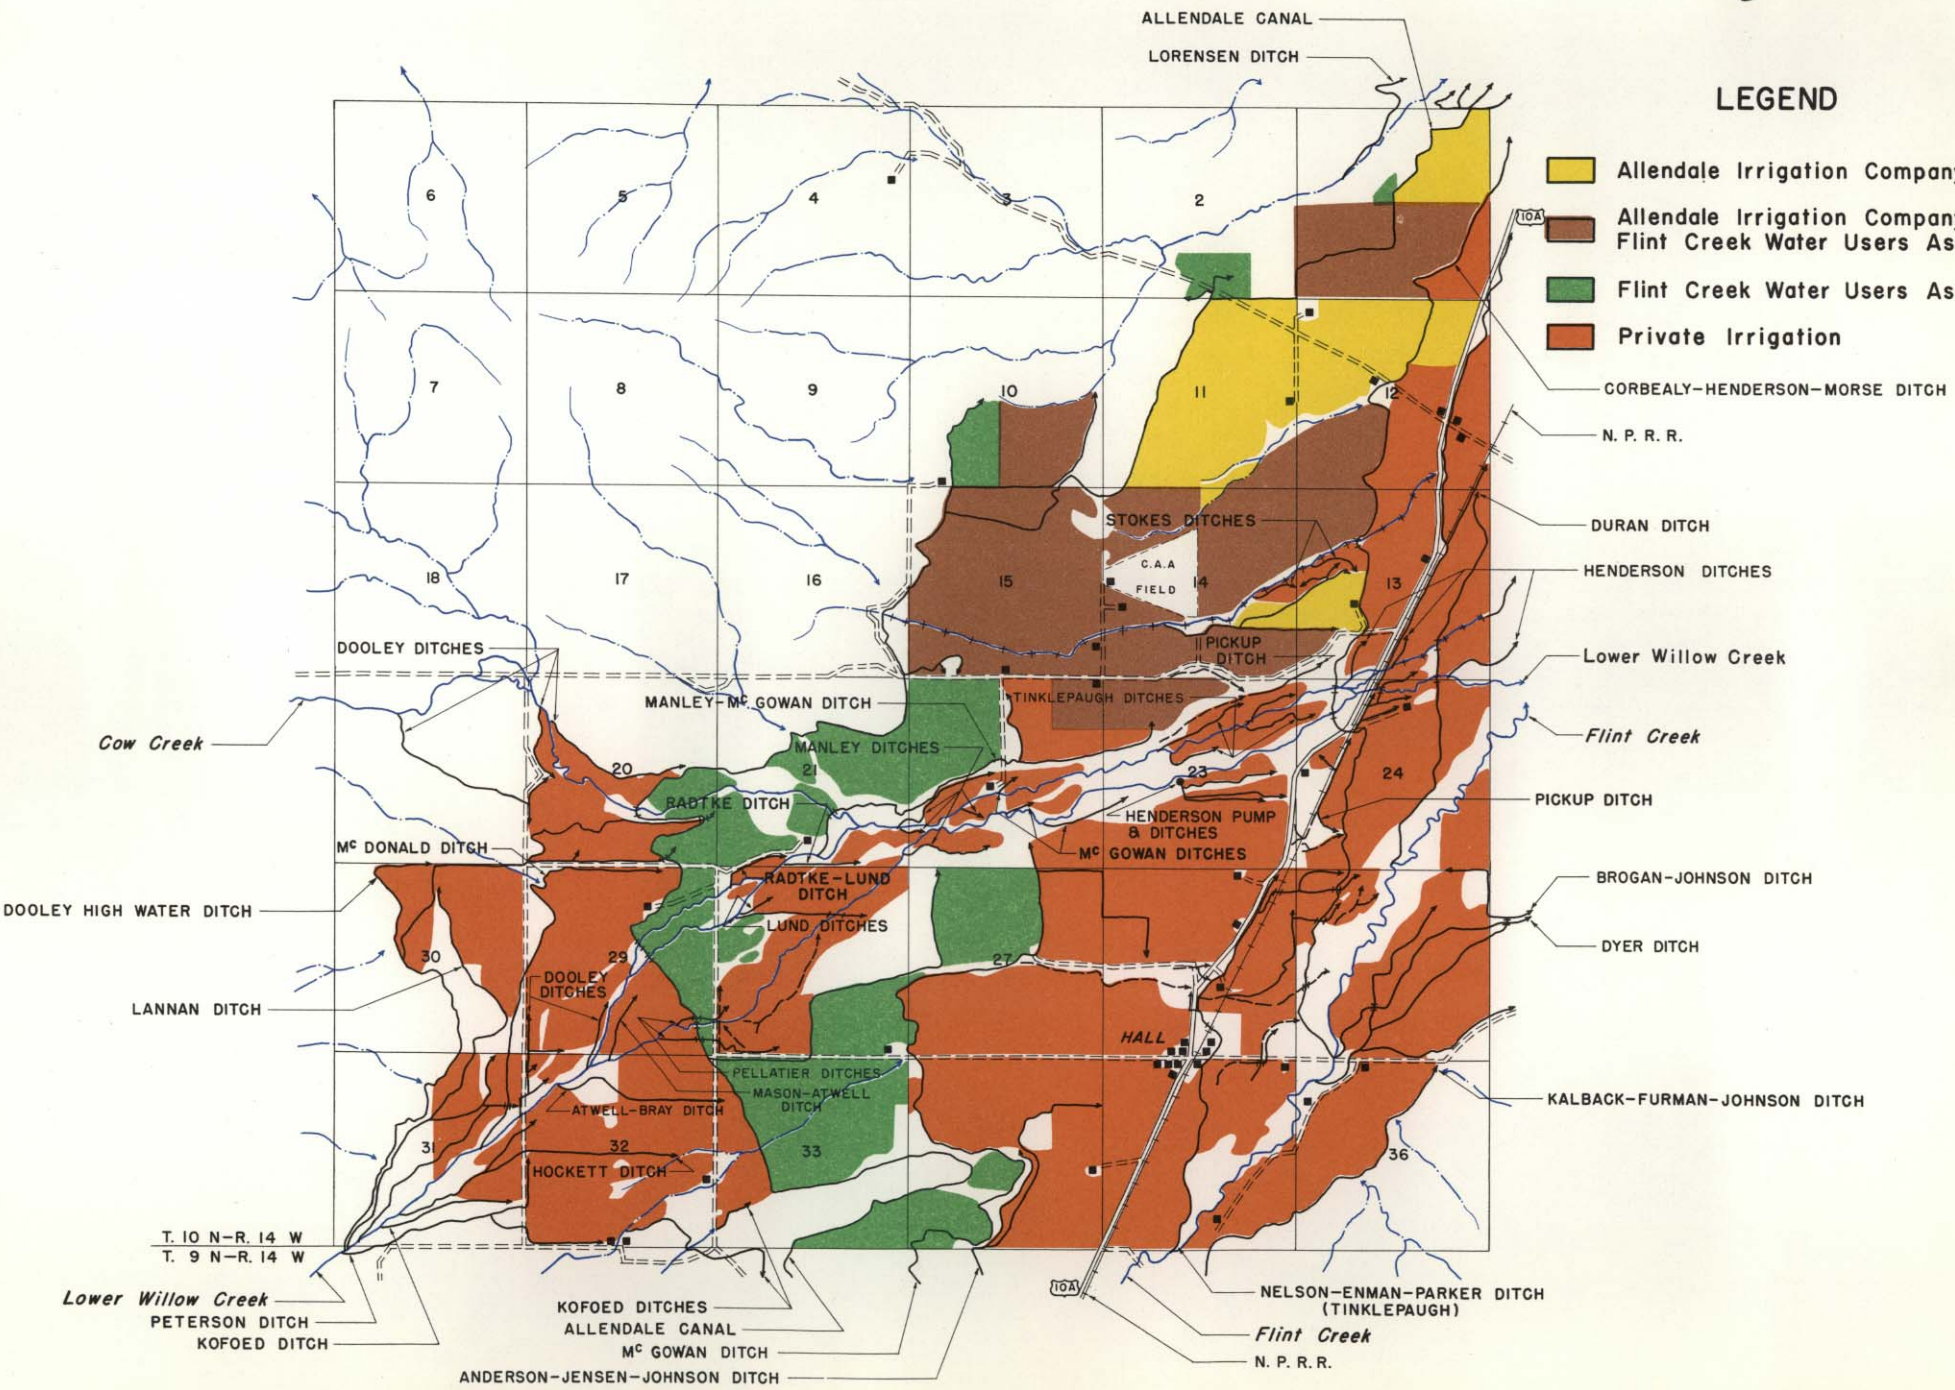 ALLENDALE CANAL
LORENSEN DITCH
LEGEND
Allendale Irrigation Company
Allendale Irrigation Company
Flint Creek Water Users As
Flint Creek Water Users As
Private Irrigation
10A
6
5
4
3
2
7
8
9
10
11
12
CORBEALY-HENDERSON-MORSE DITCH
N. P. R. R.
STOKES DITCHES
DURAN DITCH
C.A.A
FIELD
HENDERSON DITCHES
18
17
16
15
14
13
DOOLEY DITCHES
PICKUP
DITCH
Lower Willow Creek
MANLEY-Mc GOWAN DITCH
TINKLEPAUGH DITCHES
Cow Creek
MANLEY DITCHES
Flint Creek
20
21
23
24
RADTKE DITCH
PICKUP DITCH
HENDERSON PUMP
& DITCHES
Mc DONALD DITCH
Mc GOWAN DITCHES
RADTKE-LUND
DITCH
BROGAN-JOHNSON DITCH
DOOLEY HIGH WATER DITCH
LUND DITCHES
DYER DITCH
30
29
27
DOOLEY
DITCHES
LANNAN DITCH
HALL
PELLATIER DITCHES
MASON-ATWELL
DITCH
ATWELL-BRAY DITCH
KALBACK-FURMAN-JOHNSON DITCH
31
32
33
36
HOCKETT DITCH
T. 10 N-R. 14 W
T. 9 N-R. 14 W
10A
Lower Willow Creek
PETERSON DITCH
KOFOED DITCH
KOFOED DITCHES
ALLENDALE CANAL
Mc GOWAN DITCH
ANDERSON-JENSEN-JOHNSON DITCH
NELSON-ENMAN-PARKER DITCH
(TINKLEPAUGH)
Flint Creek
N. P. R. R.